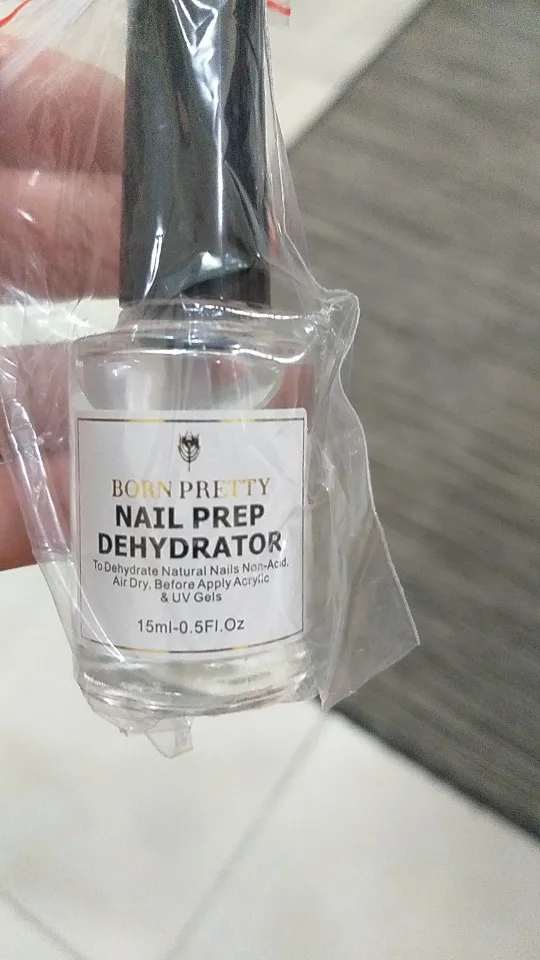 BORN PRETTY
NAIL PREP
DEHYDRATOR
To Dehydrate Natural Nails Non-Acid,
Air Dry, Before Apply Acrylic
& UV Gels
15ml-0.5Fl.Oz